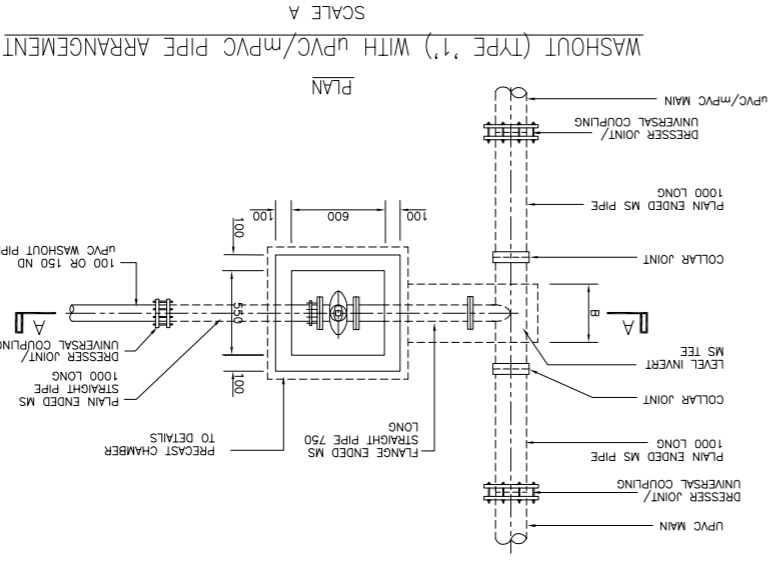 UPVC MAIN
DRESSER JOINT/
UNIVERSAL COUPLING
PLAIN ENDED MS PIPE
1000 LONG
FLANGE ENDED MS
STRAIGHT PIPE 750
LONG
PRECAST CHAMBER
TO DETAILS
COLLAR JOINT
PLAIN ENDED MS
STRAIGHT PIPE
1000 LONG
100
LEVEL INVERT
MS TEE
DRESSER JOINT/
UNIVERSAL COUPLING
A
B
550
A
COLLAR JOINT
100 OR 150 ND
uPVC WASHOUT PIPE
100
100
600
100
PLAIN ENDED MS PIPE
1000 LONG
DRESSER JOINT/
UNIVERSAL COUPLING
uPVC/mPVC MAIN
PLAN
WASHOUT (TYPE '1') WITH uPVC/mPVC PIPE ARRANGEMENT
SCALE A